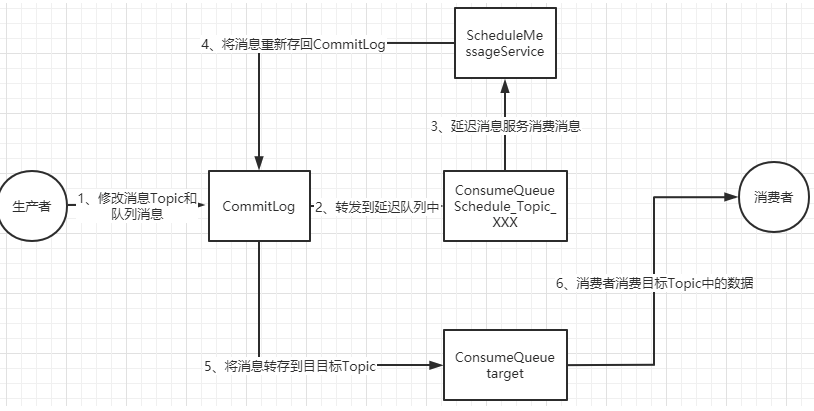 ScheduleMe
ssageService
4、将消息重新存回CommitLog
3、延迟消息服务消费消息
生产者
1、修改消息Topic和
队列消息
CommitLog
2、转发到延迟队列中
ConsumeQueue
Schedule_Topic_
XXX
消费者
6、消费者消费目标Topic中的数据
5、将消息转存到目目标Topic
ConsumeQueue
target